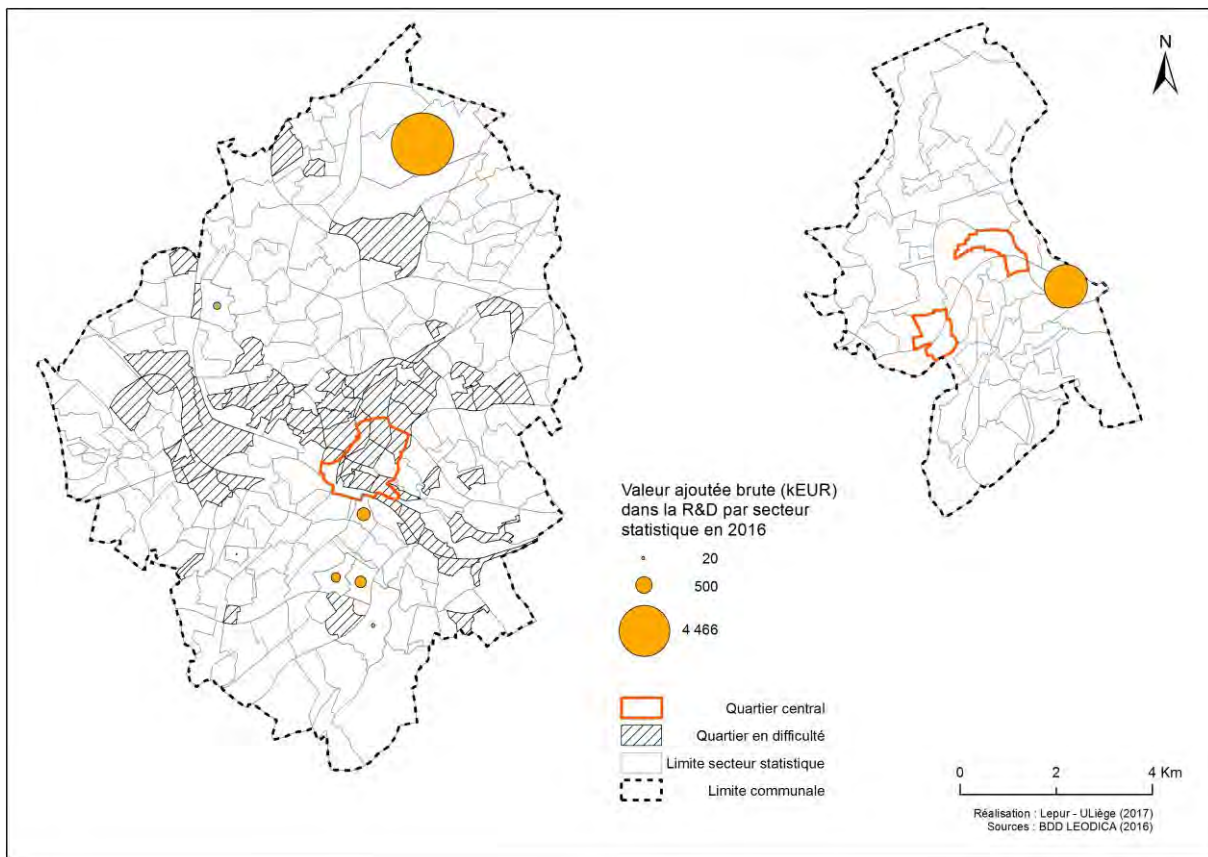 N
Valeur ajoutée brute (kEUR)
dans la R&D par secteur
statistique en 2016
20
500
4 466
Quartier central
Quartier en difficulté
Limite secteur statistique
Limite communale
0 2 4 Km
Réalisation : Lepur - ULiège (2017)
Sources : BDD LEODICA (2016)